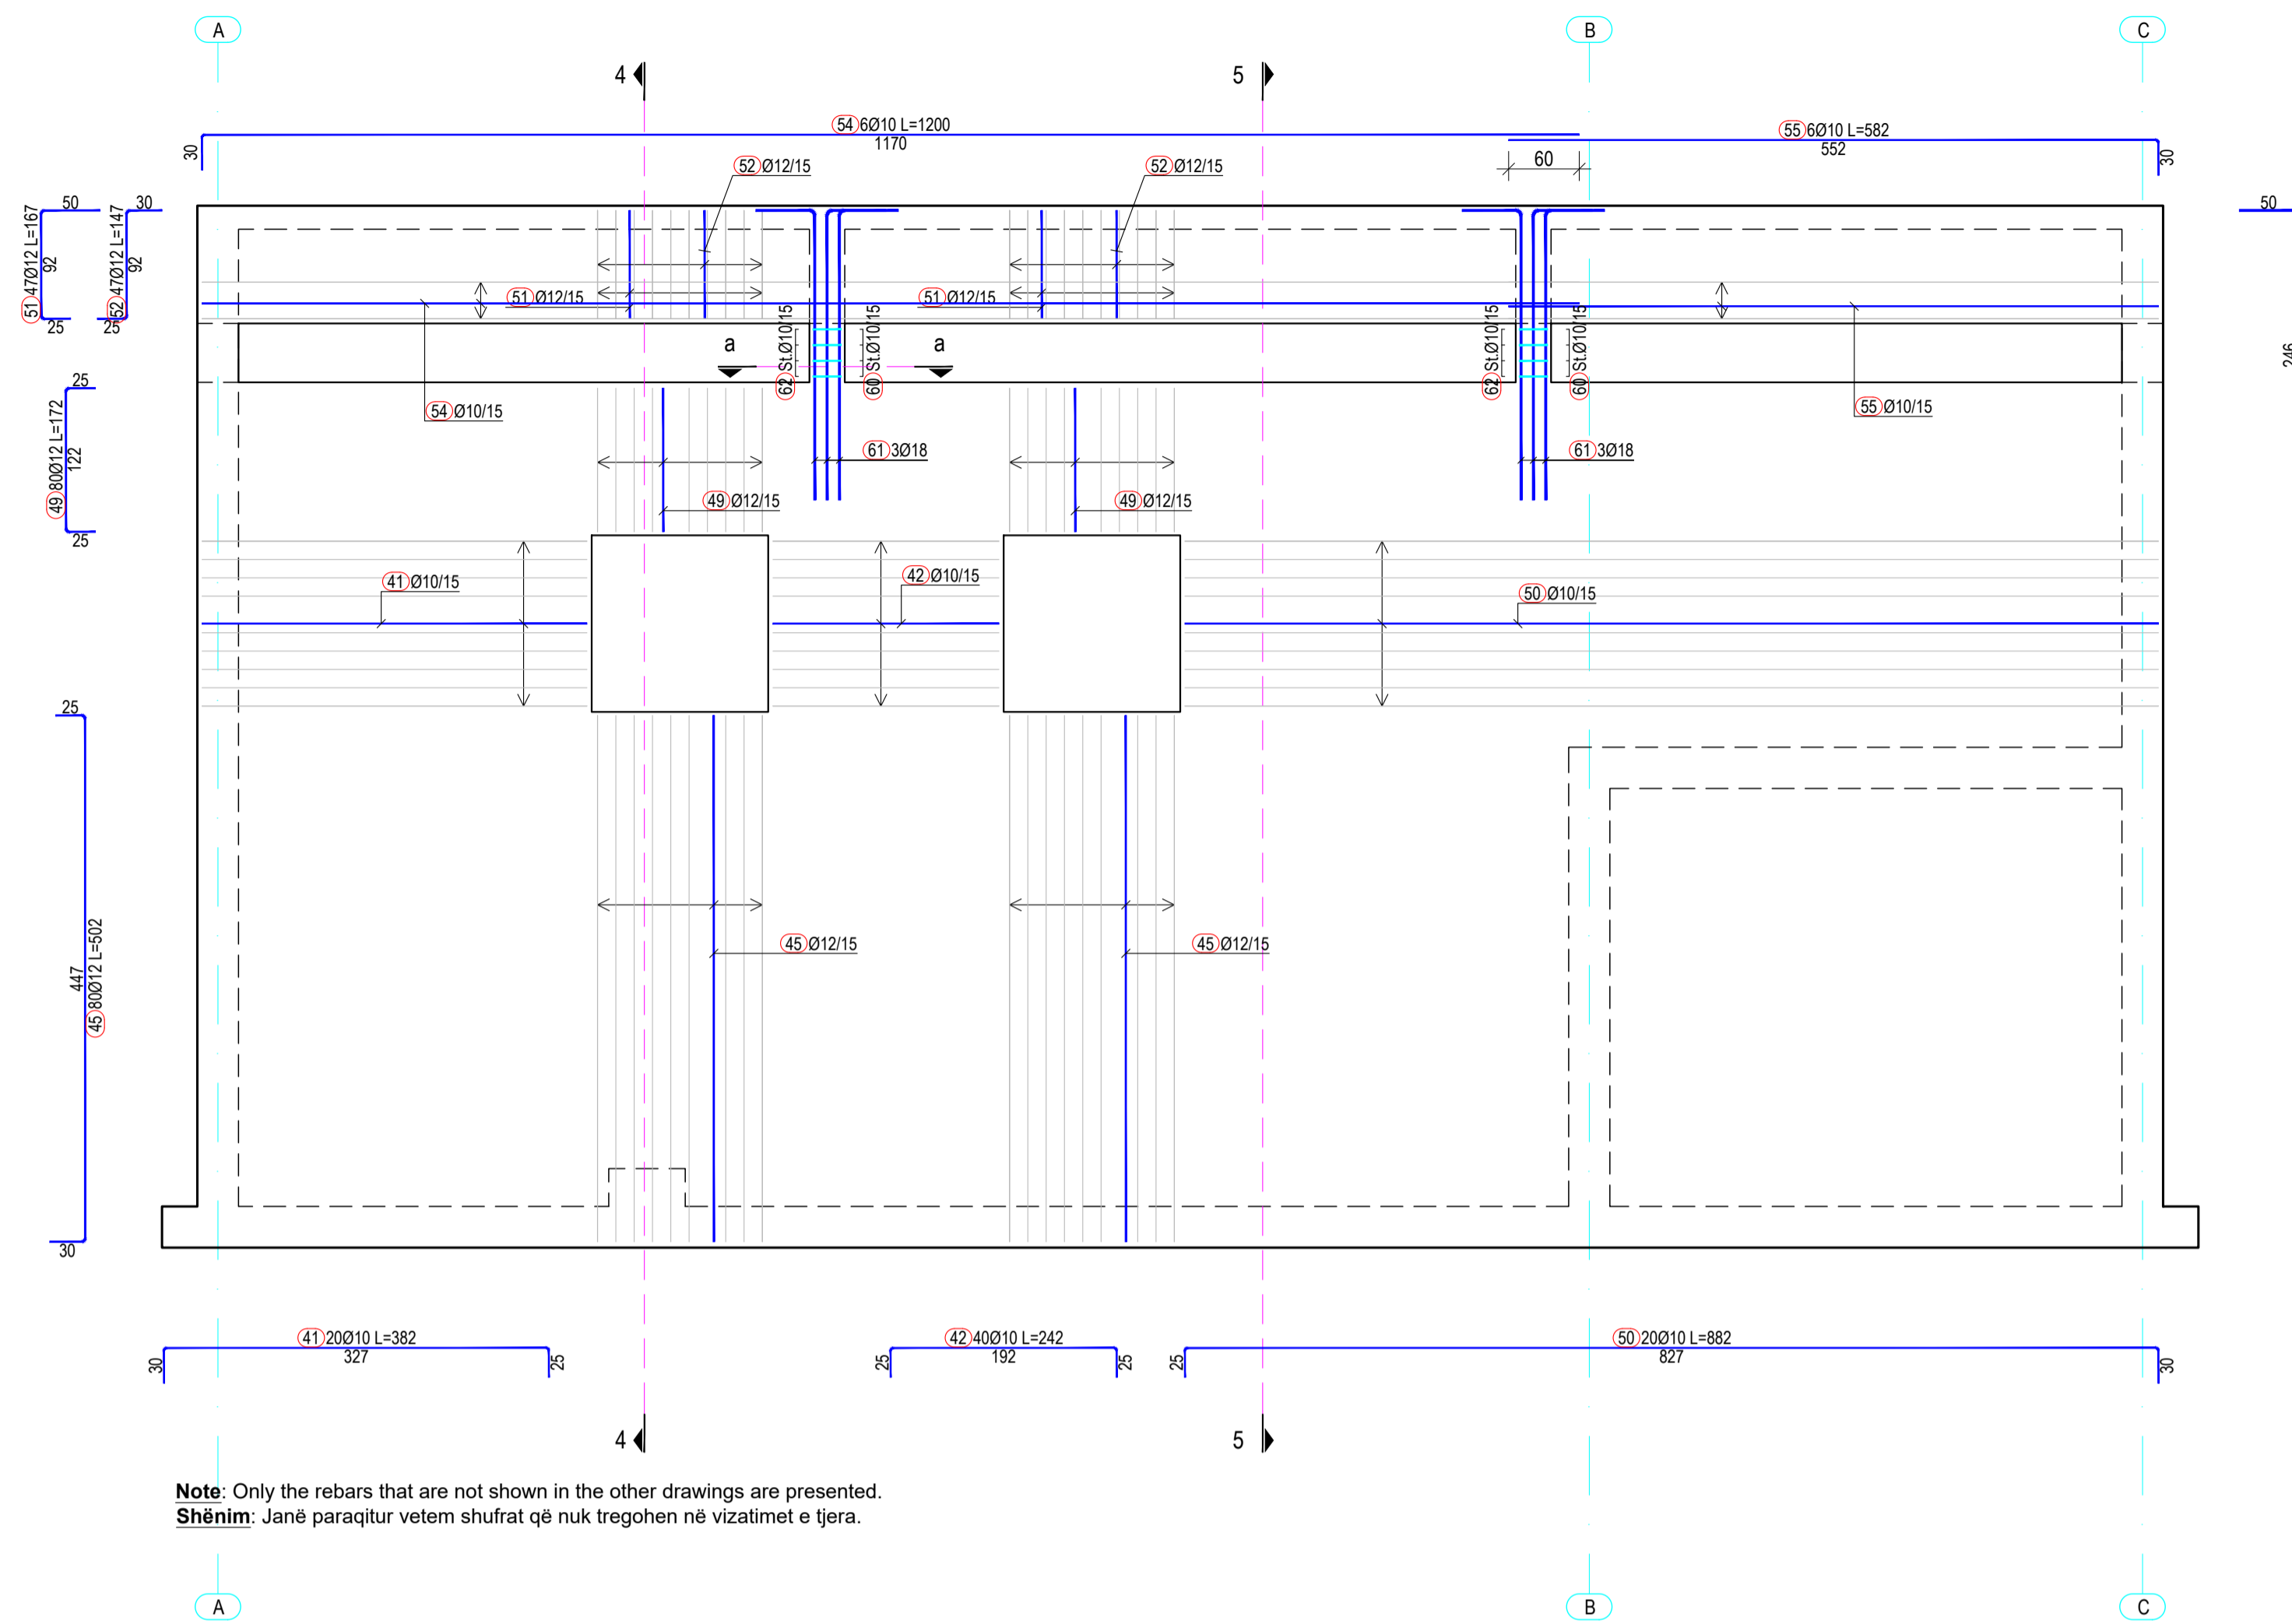 A
B
C
4
5
54 6Ø10 L=1200
1170
30
55 6Ø10 L=582
552
30
60
52 Ø12/15
52 Ø12/15
50
51 47Ø12 L=167
92
25
30
52 47Ø12 L=147
92
25
50
246
51 Ø12/15
51 Ø12/15
a
a
62 St.Ø10/15
60 St.Ø10/15
62 St.Ø10/15
60 St.Ø10/15
25
49 80Ø12 L=172
122
25
54 Ø10/15
55 Ø10/15
61 3Ø18
61 3Ø18
49 Ø12/15
49 Ø12/15
41 Ø10/15
42 Ø10/15
50 Ø10/15
25
447
45 80Ø12 L=502
30
45 Ø12/15
45 Ø12/15
41 20Ø10 L=382
327
30
25
42 40Ø10 L=242
192
25
25
50 20Ø10 L=882
827
25
30
4
5
Note: Only the rebars that are not shown in the other drawings are presented.
Shënim: Janë paraqitur vetem shufrat që nuk tregohen në vizatimet e tjera.
A
B
C